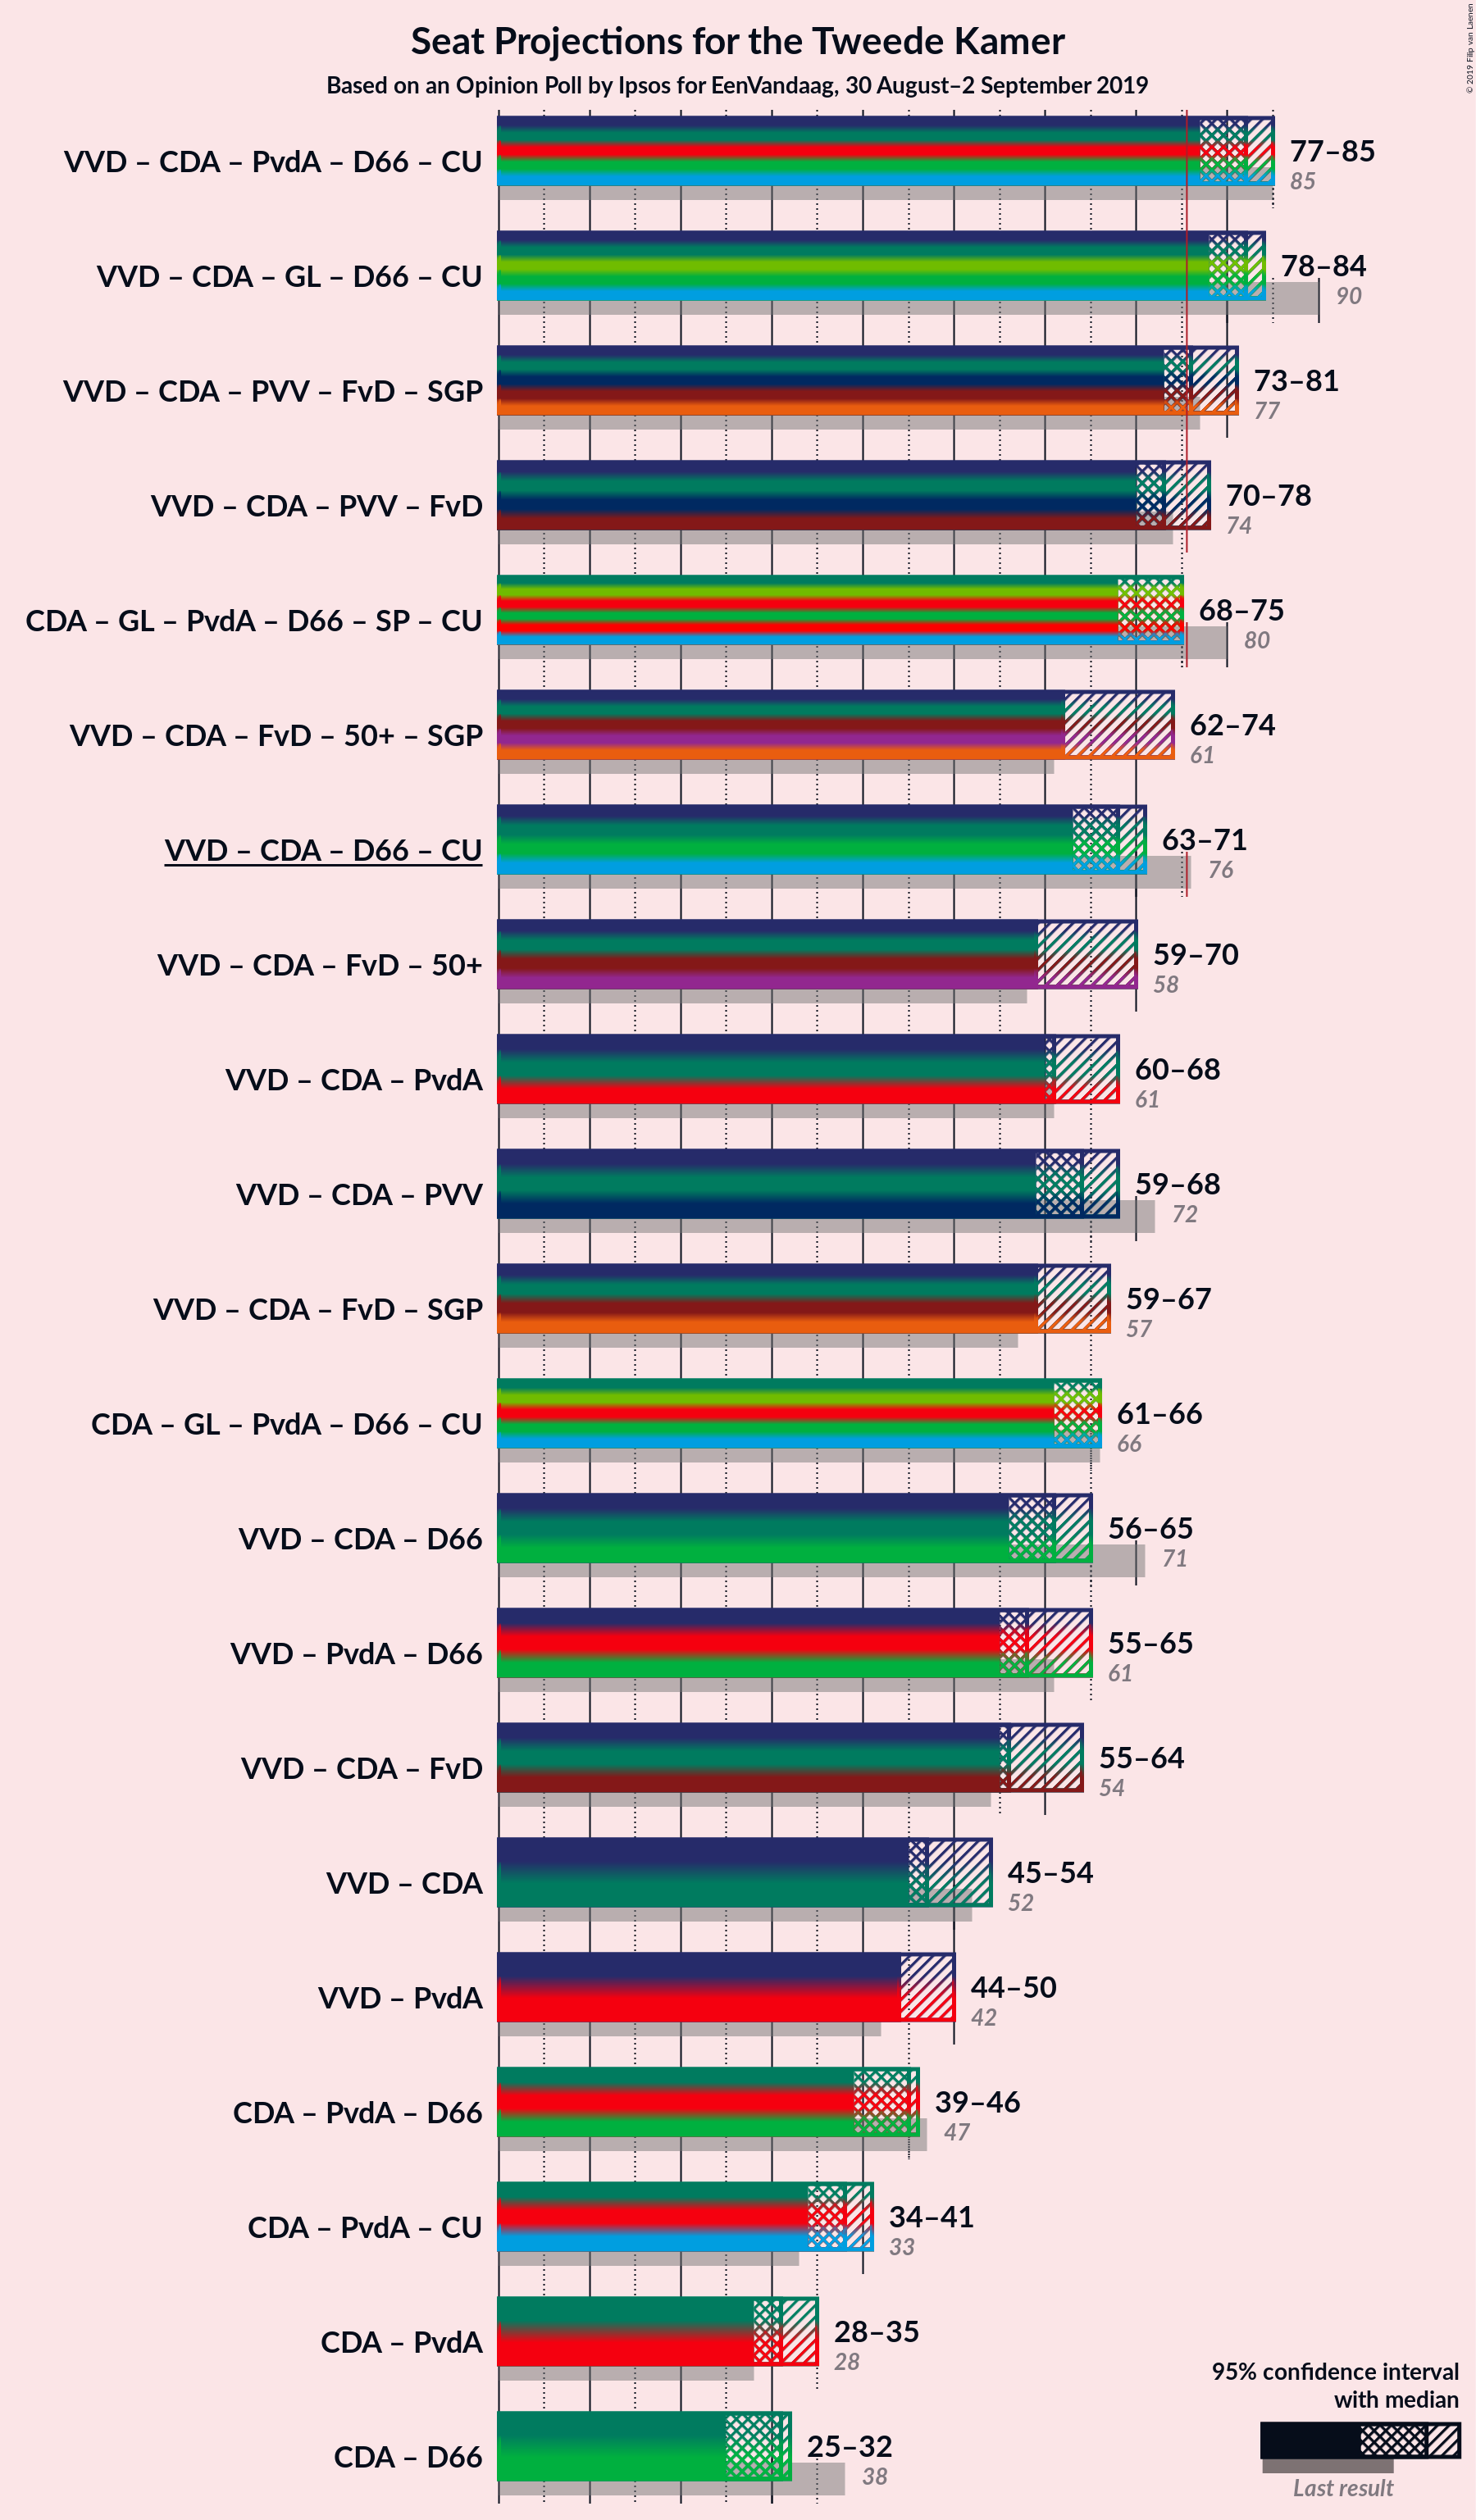 Seat Projections for the Tweede Kamer
Based on an Opinion Poll by Ipsos for EenVandaag, 30 August–2 September 2019
© 2019 Filip van Laenen
VVD – CDA – PvdA – D66 – CU
77–85
85
VVD – CDA – GL – D66 – CU
78–84
90
VVD – CDA – PVV – FvD – SGP
73–81
77
VVD – CDA – PVV – FvD
70–78
74
CDA – GL – PvdA – D66 – SP – CU
68–75
80
VVD – CDA – FvD – 50+ – SGP
62–74
61
VVD – CDA – D66 – CU
63–71
76
VVD – CDA – FvD – 50+
59–70
58
VVD – CDA – PvdA
60–68
61
VVD – CDA – PVV
59–68
72
VVD – CDA – FvD – SGP
59–67
57
CDA – GL – PvdA – D66 – CU
61–66
66
VVD – CDA – D66
56–65
71
VVD – PvdA – D66
55–65
61
VVD – CDA – FvD
55–64
54
VVD – CDA
45–54
52
VVD – PvdA
44–50
42
CDA – PvdA – D66
39–46
47
CDA – PvdA – CU
34–41
33
CDA – PvdA
28–35
28
CDA – D66
25–32
38
95% confidence interval
with median
Last result